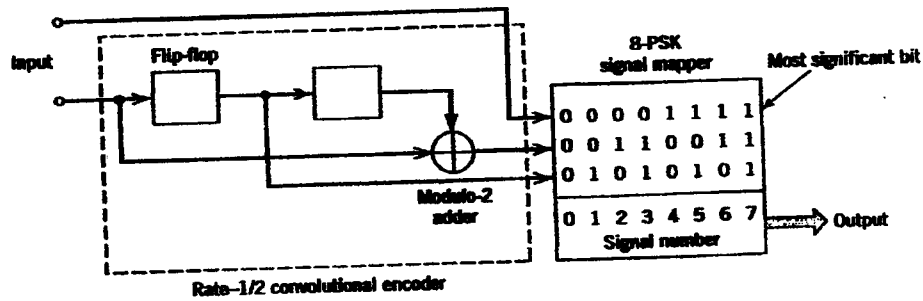 8-PSK
signal mapper
Most significant bit
Flip-flop
Input
0 0 0 0 1 1 1 1
0 0 1 1 0 0 1 1
0 1 0 1 0 1 0 1
Modulo-2
adder
0 1 2 3 4 5 6 7
Signal number
Output
Rate-1/2 convolutional encoder